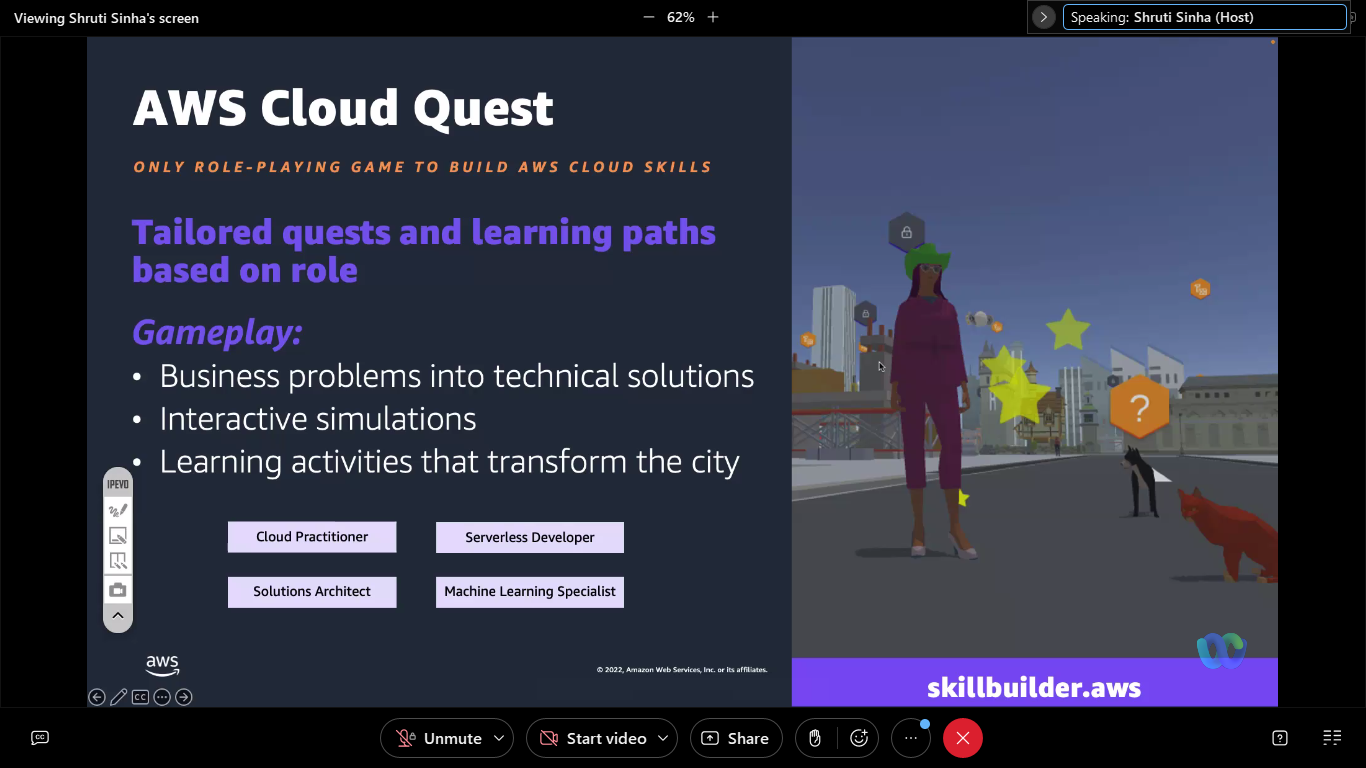 Viewing Shruti Sinha's screen
62%
Speaking: Shruti Sinha (Host)
AWS Cloud Quest
ONLY ROLE-PLAYING GAME TO BUILD AWS CLOUD SKILLS
Tailored quests and learning paths
based on role
Gameplay:
• Business problems into technical solutions
• Interactive simulations
• Learning activities that transform the city
IPEVO
Cloud Practitioner
Serverless Developer
Solutions Architect
Machine Learning Specialist
?
aws
© 2022, Amazon Web Services, Inc. or its affiliates.
skillbuilder.aws
CC
Unmute
Start video
Share